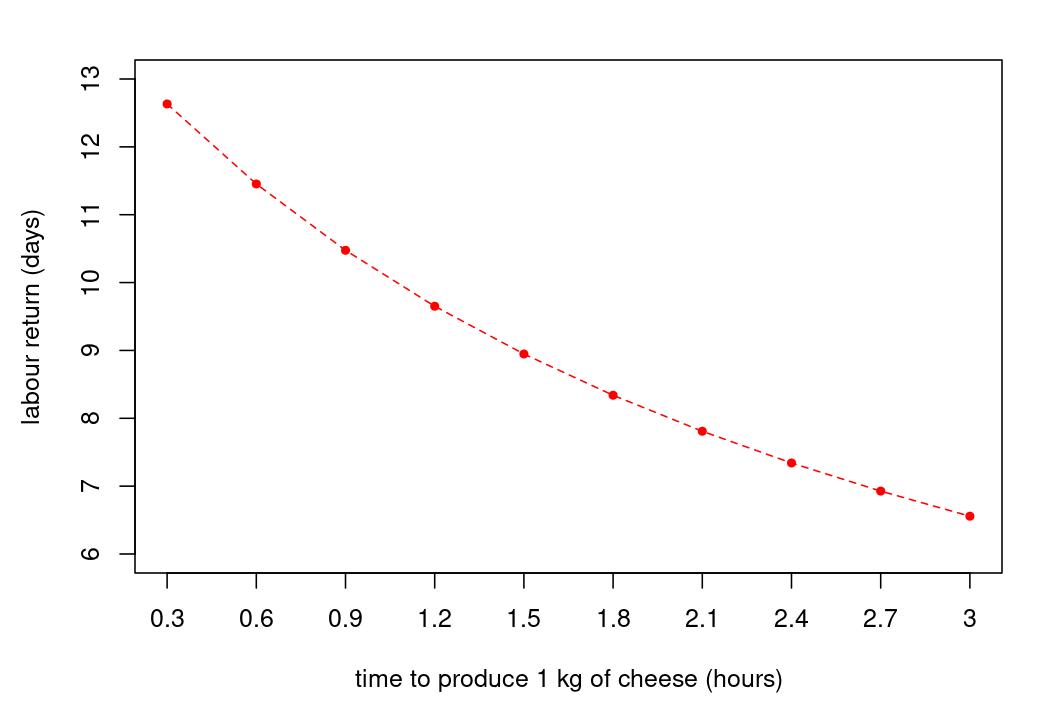 13
12
11
10
9
8
7
6
labour return (days)
0.3 0.6 0.9 1.2 1.5 1.8 2.1 2.4 2.7 3
time to produce 1 kg of cheese (hours)